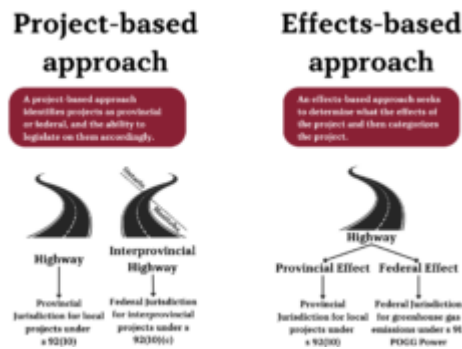 Project-based
approach
A project-based approach
identifies projects as provincial
or federal, and the ability to
legislate on them accordingly.
Ontario
Manitoba
Highway
Interprovincial
Highway
Provincial
Jurisdiction for local
projects under
s 92(10)
Federal Jurisdiction
for interprovincial
projects under s
92(10)(c)
Effects-based
approach
An effects-based approach seeks
to determine what the effects of
the project and then categorizes
the project.
Highway
Provincial Effect
Federal Effect
Provincial
Jurisdiction for local
projects under
s 92(10)
Federal Jurisdiction
for greenhouse gas
emissions under s 91
POGG Power